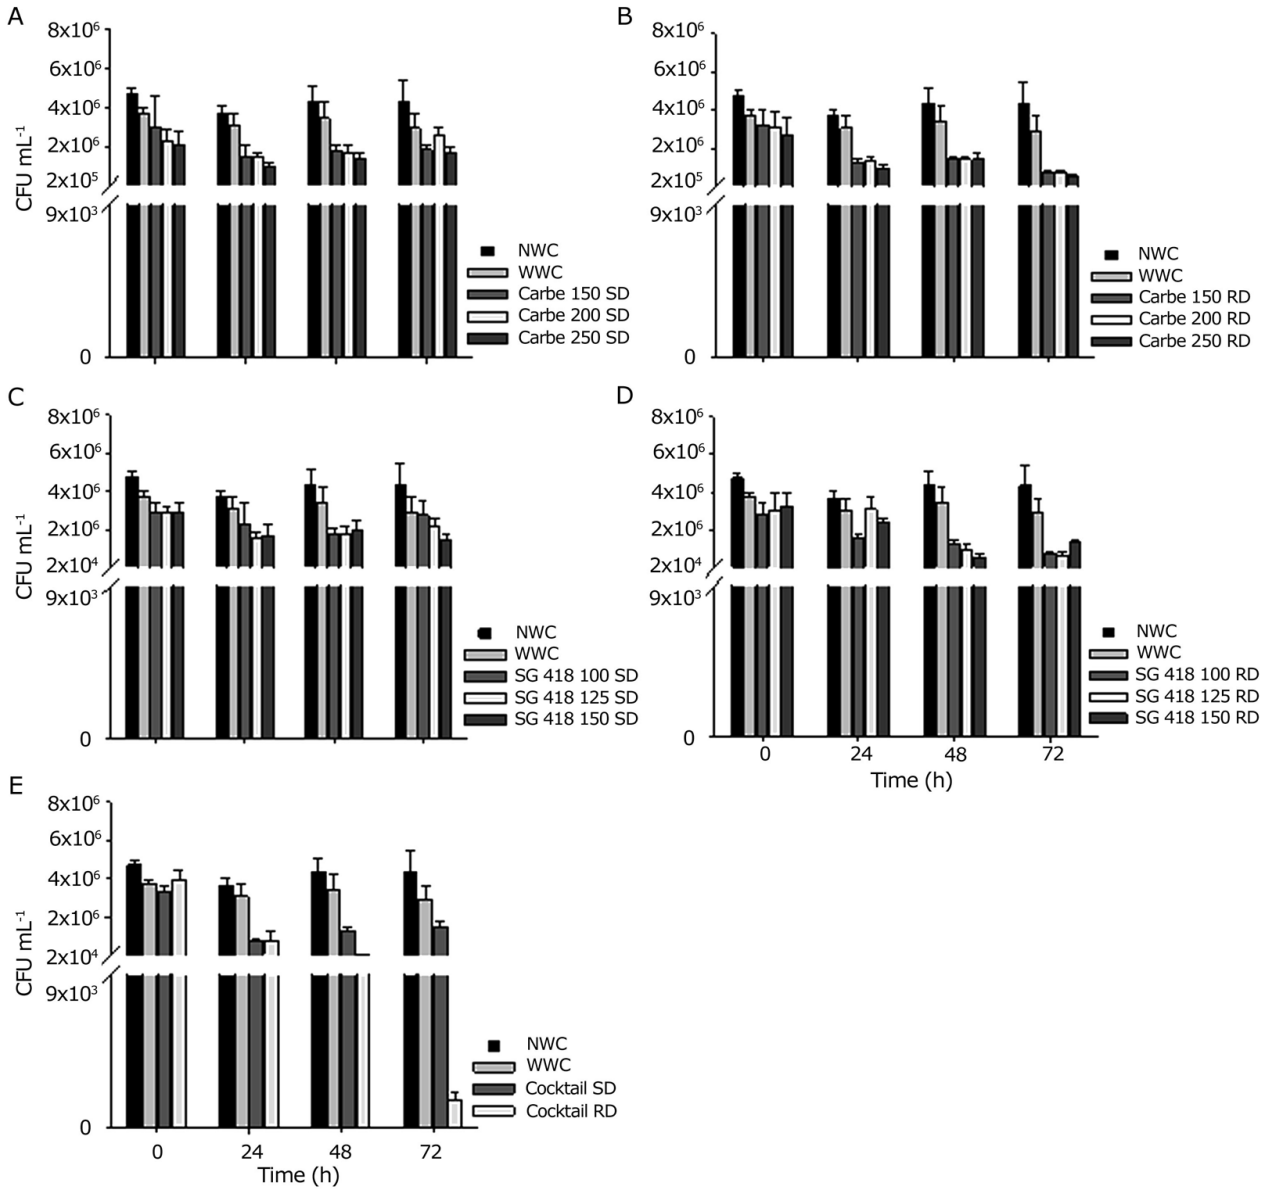 A
8x10⁶
6x10⁶
4x10⁶
2x10⁶
2x10⁵
9x10³
0
CFU mL⁻¹
NWC
WWC
Carbe 150 SD
Carbe 200 SD
Carbe 250 SD
B
8x10⁶
6x10⁶
4x10⁶
2x10⁶
2x10⁵
9x10³
0
NWC
WWC
Carbe 150 RD
Carbe 200 RD
Carbe 250 RD
C
8x10⁶
6x10⁶
4x10⁶
2x10⁶
2x10⁴
9x10³
0
CFU mL⁻¹
NWC
WWC
SG 418 100 SD
SG 418 125 SD
SG 418 150 SD
D
8x10⁶
6x10⁶
4x10⁶
2x10⁶
2x10⁴
9x10³
0
NWC
WWC
SG 418 100 RD
SG 418 125 RD
SG 418 150 RD
0 24 48 72
Time (h)
E
8x10⁶
6x10⁶
4x10⁶
2x10⁶
2x10⁴
9x10³
0
CFU mL⁻¹
NWC
WWC
Cocktail SD
Cocktail RD
0 24 48 72
Time (h)